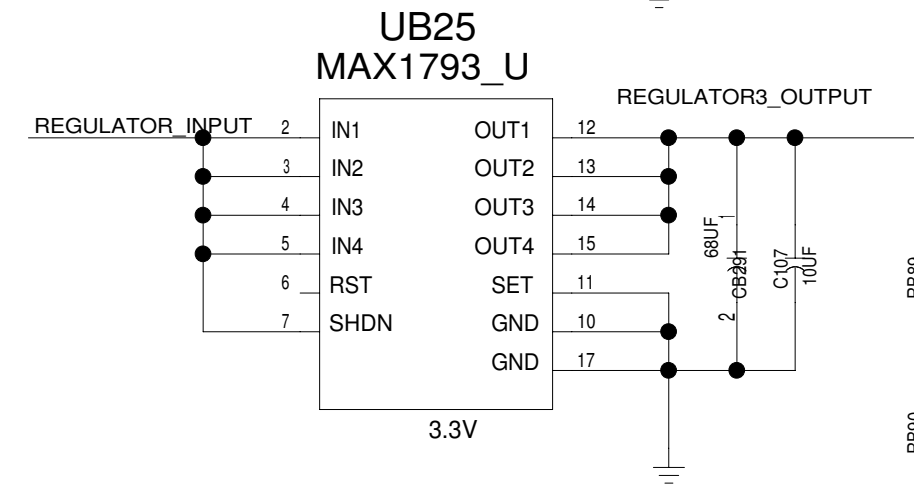 UB25
MAX1793_U
REGULATOR3_OUTPUT
REGULATOR_INPUT
2 IN1 OUT1 12
3 IN2 OUT2 13
4 IN3 OUT3 14
5 IN4 OUT4 15
6 RST SET 11
7 SHDN GND 10
GND 17
3.3V
68UF
1
CB291
2
C107
10UF